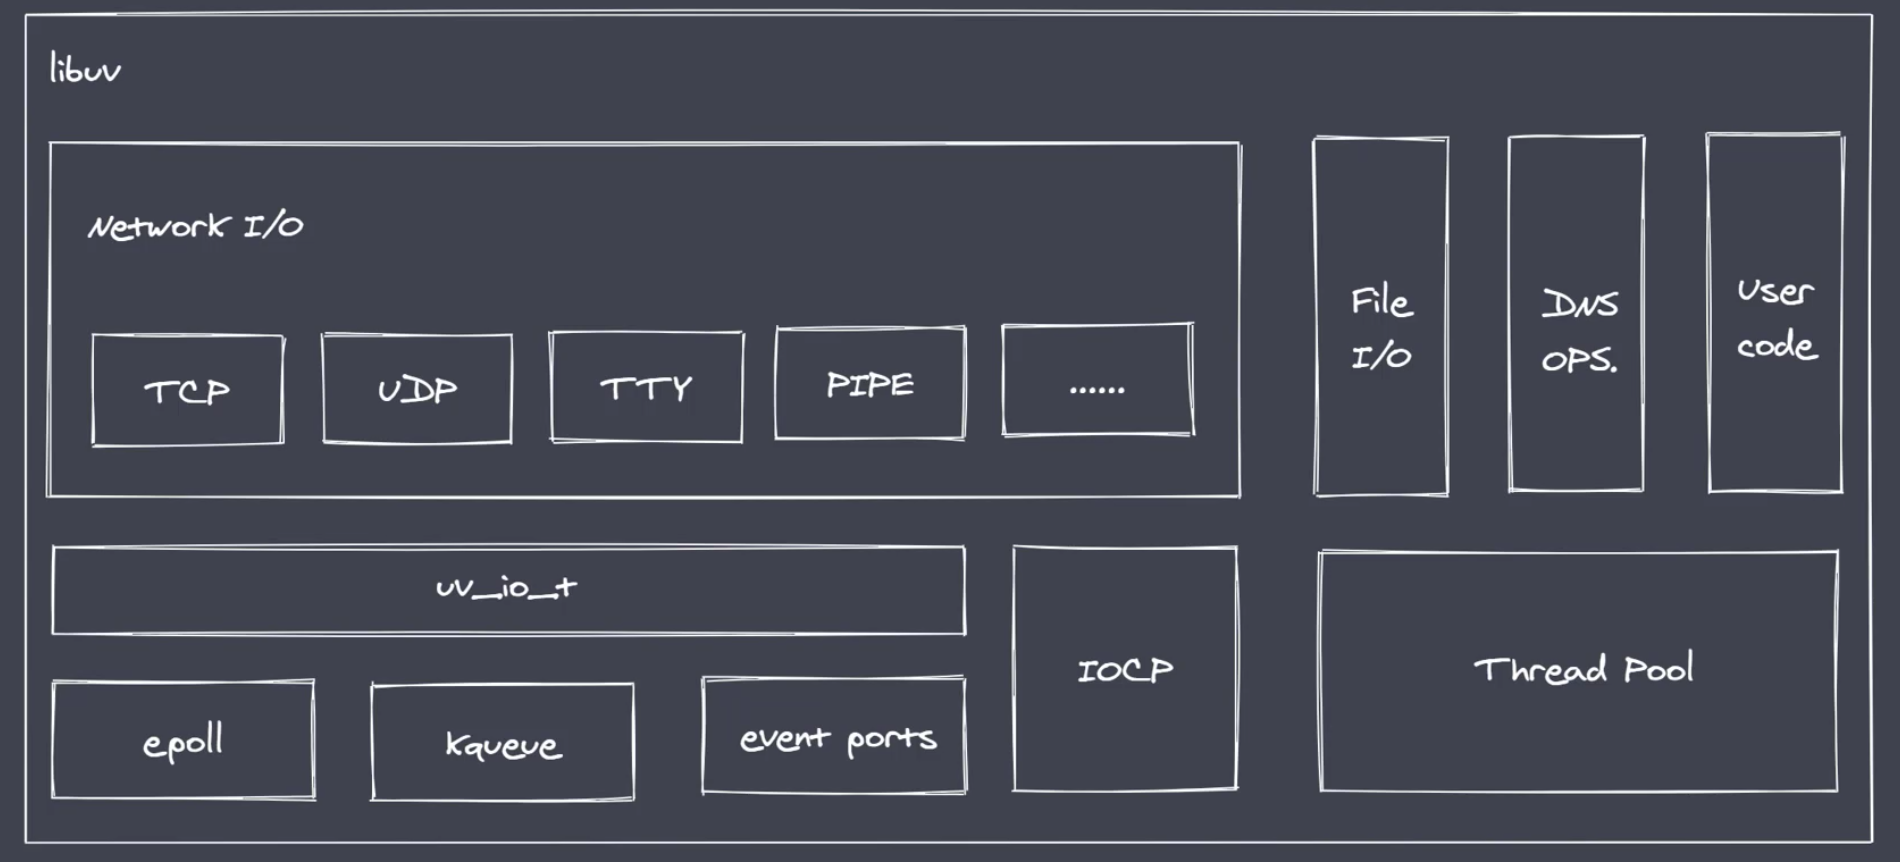 libuv
Network I/O
TCP
UDP
TTY
PIPE
......
File
I/O
DNS
OPS.
User
code
uv_io_t
IOCP
Thread Pool
epoll
kqueue
event ports